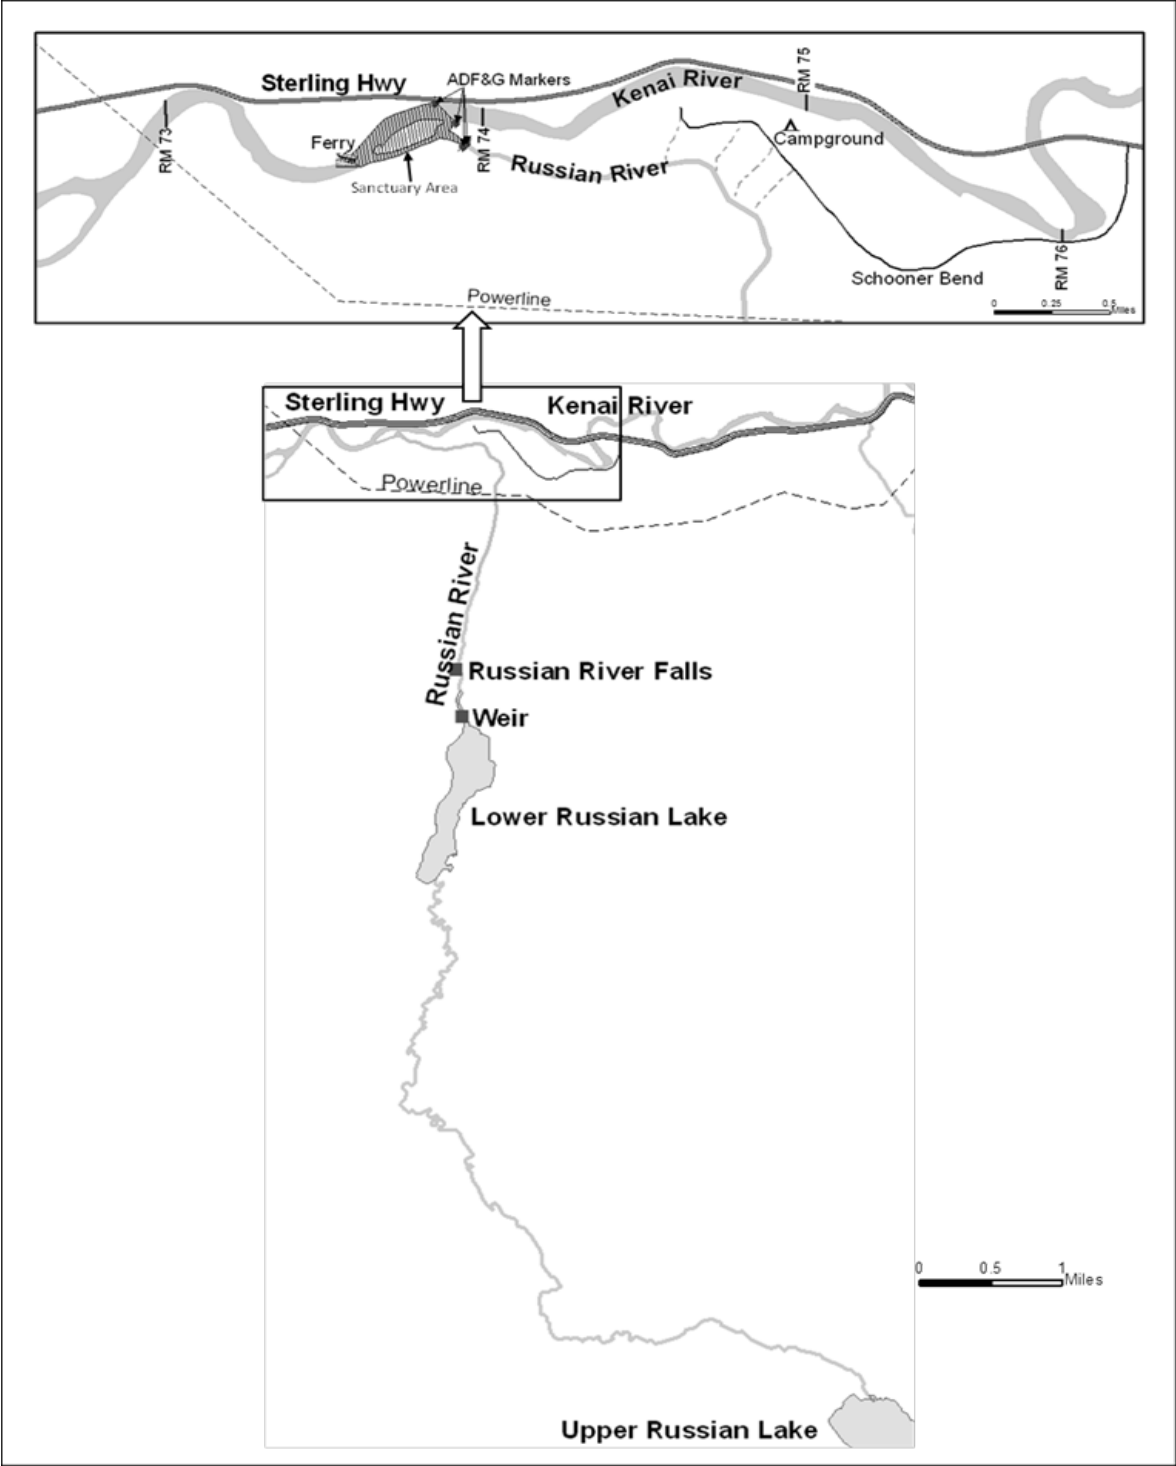 Sterling Hwy
ADF&G Markers
Kenai River
RM 75
RM 73
Ferry
RM 74
Campground
Russian River
Sanctuary Area
RM 76
Schooner Bend
Powerline
0 0.25 0.5
Miles
Sterling Hwy
Kenai River
Powerline
Russian River
Russian River Falls
Weir
Lower Russian Lake
0 0.5 1
Miles
Upper Russian Lake